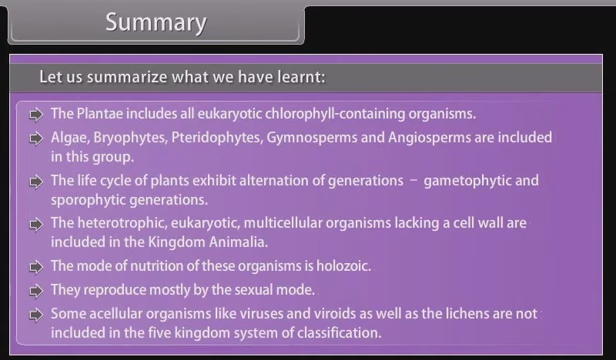 Summary
Let us summarize what we have learnt:
The Plantae includes all eukaryotic chlorophyll-containing organisms.
Algae, Bryophytes, Pteridophytes, Gymnosperms and Angiosperms are included
in this group.
The life cycle of plants exhibit alternation of generations – gametophytic and
sporophytic generations.
The heterotrophic, eukaryotic, multicellular organisms lacking a cell wall are
included in the Kingdom Animalia.
The mode of nutrition of these organisms is holozoic.
They reproduce mostly by the sexual mode.
Some acellular organisms like viruses and viroids as well as the lichens are not
included in the five kingdom system of classification.